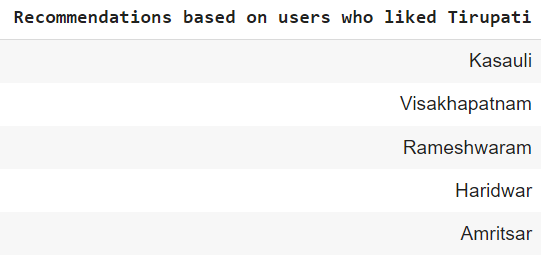 Recommendations based on users who liked Tirupati
Kasauli
Visakhapatnam
Rameshwaram
Haridwar
Amritsar